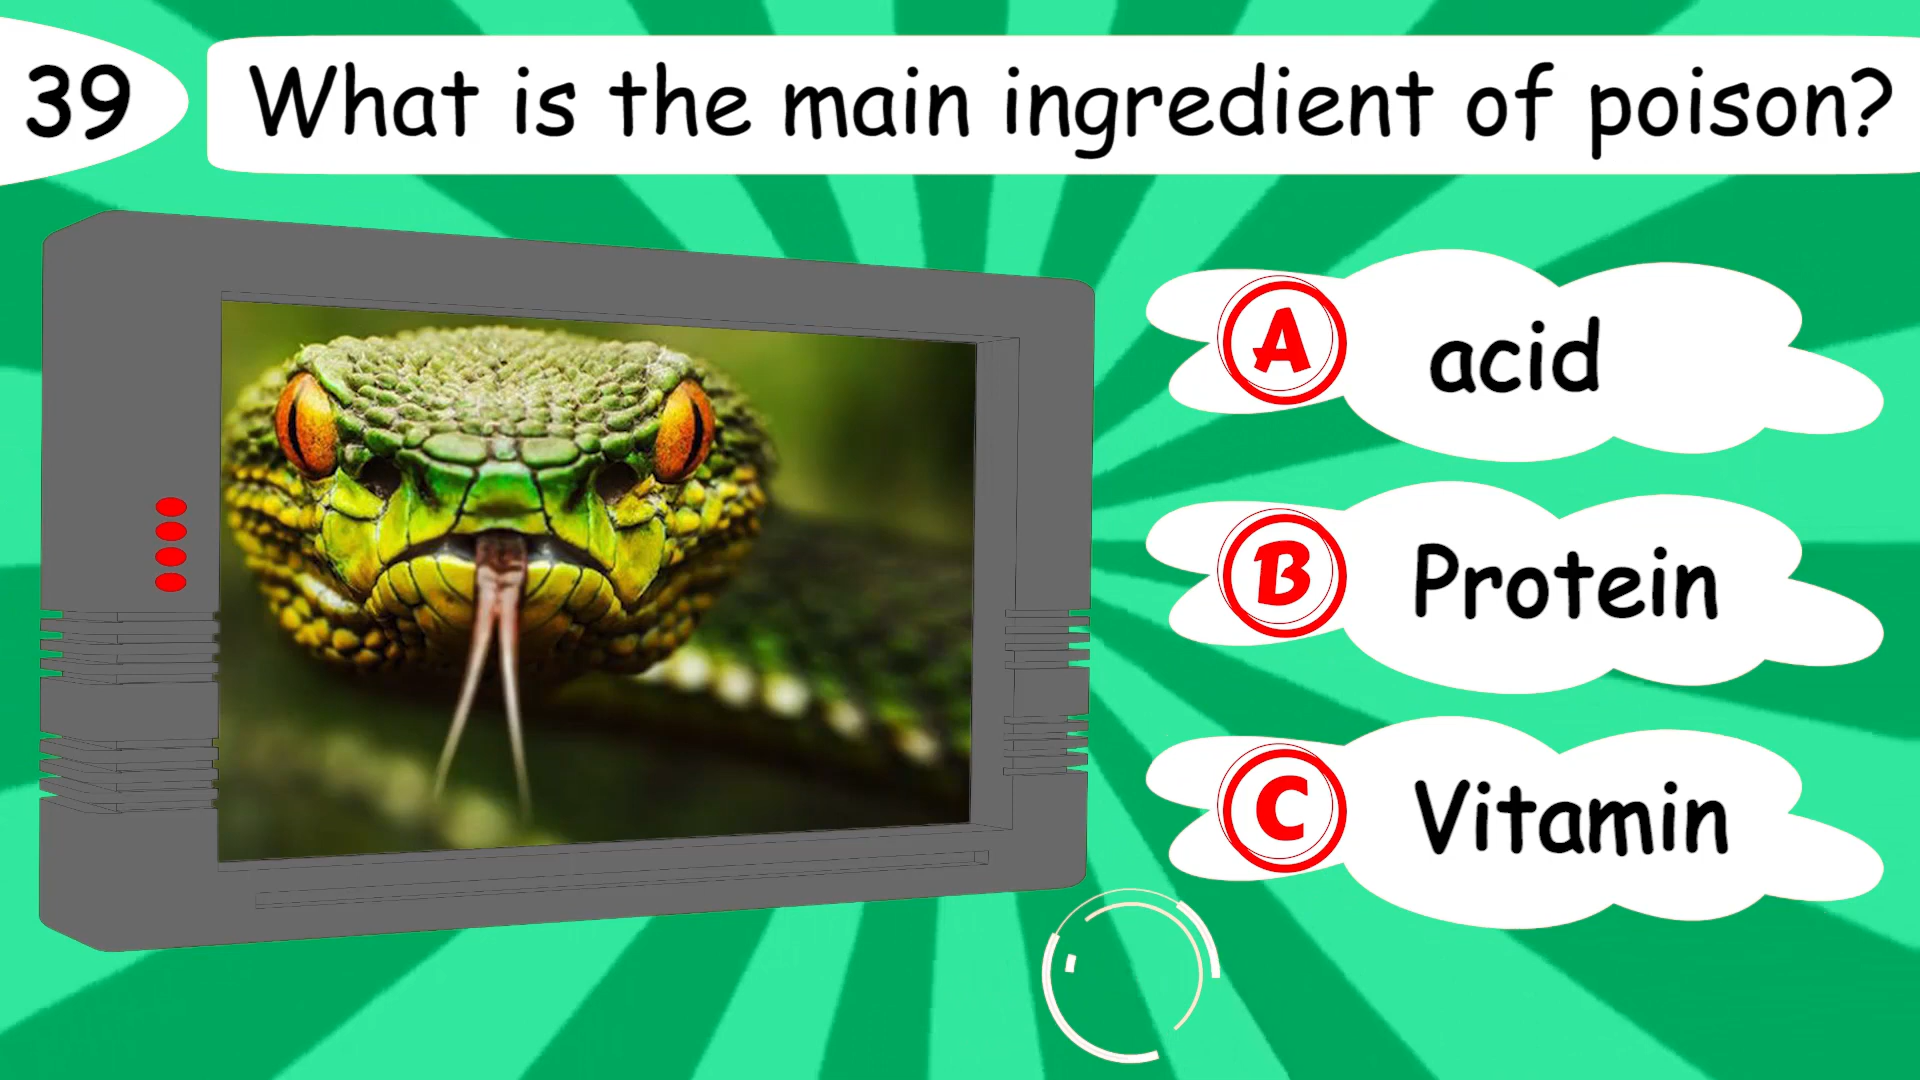 39
What is the main ingredient of poison?
A acid
B Protein
C Vitamin